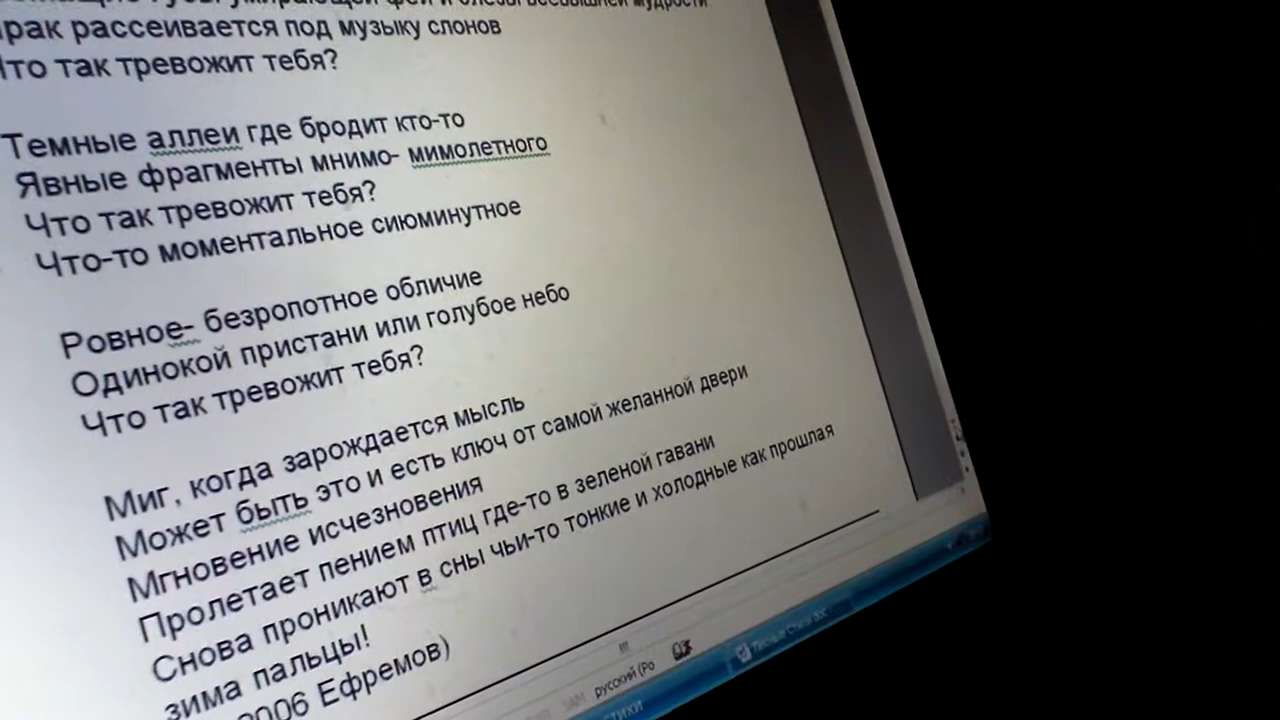 рассеивается под музыку слонов
Что так тревожит тебя?
Темные аллеи где бродит кто-то
Явные фрагменты мнимо- мимолетного
Что так тревожит тебя?
Что-то моментальное сиюминутное
Ровное- безропотное обличие
Одинокой пристани или голубое небо
Что так тревожит тебя?
Миг, когда зарождается мысль
Может быть это и есть ключ от самой желанной двери
Мгновение исчезновения
Пролетает пением птиц где-то в зеленой гавани
Снова проникают в сны чьи-то тонкие и холодные как прошлая
зима пальцы!
2006 Ефремов)
русский (Ро